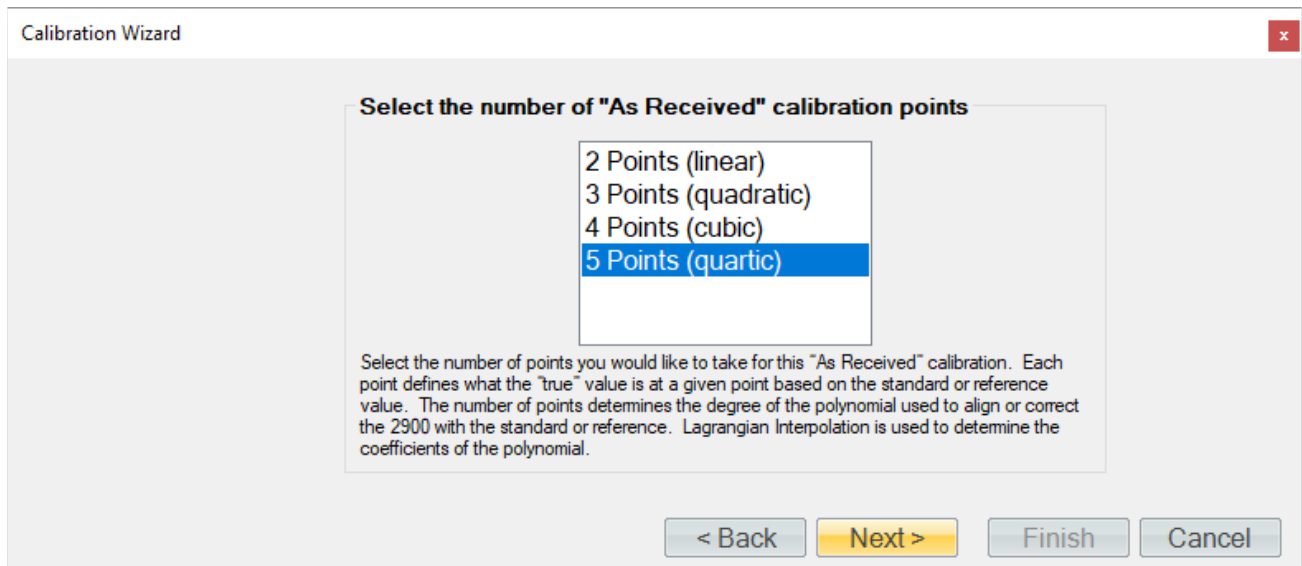 Calibration Wizard
x
Select the number of "As Received" calibration points
2 Points (linear)
3 Points (quadratic)
4 Points (cubic)
5 Points (quartic)
Select the number of points you would like to take for this "As Received" calibration.  Each
point defines what the "true" value is at a given point based on the standard or reference
value.  The number of points determines the degree of the polynomial used to align or correct
the 2900 with the standard or reference.  Lagrangian Interpolation is used to determine the
coefficients of the polynomial.
< Back Next > Finish Cancel